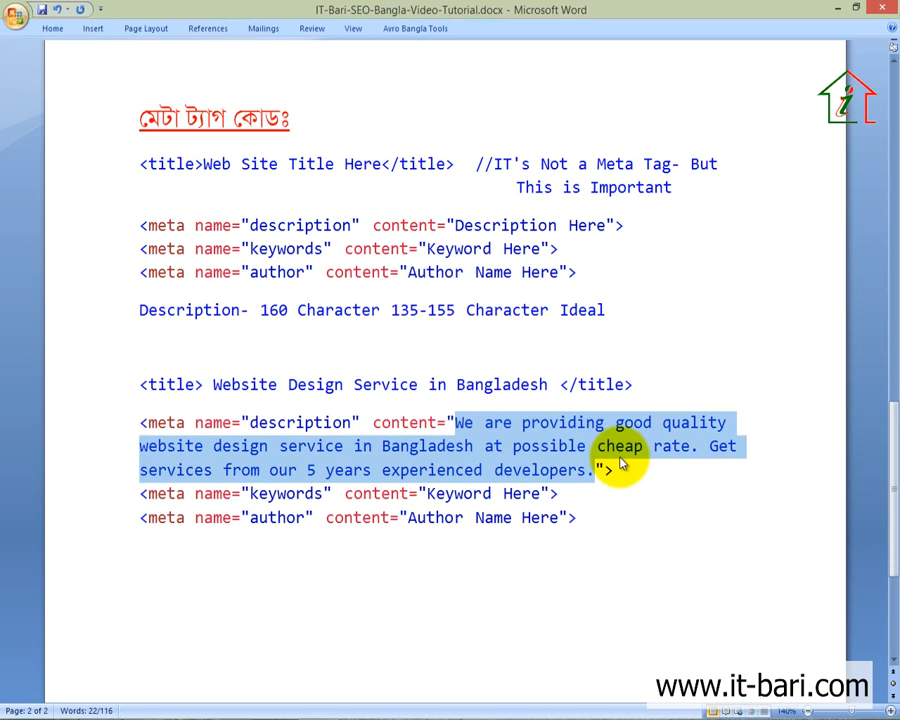 IT-Bari-SEO-Bangla-Video-Tutorial.docx - Microsoft Word
Home Insert Page Layout References Mailings Review View Avro Bangla Tools
মেটা ট্যাগ কোডঃ
<title>Web Site Title Here</title> //IT's Not a Meta Tag- But
This is Important
<meta name="description" content="Description Here">
<meta name="keywords" content="Keyword Here">
<meta name="author" content="Author Name Here">
Description- 160 Character 135-155 Character Ideal
<title> Website Design Service in Bangladesh </title>
<meta name="description" content="We are providing good quality
website design service in Bangladesh at possible cheap rate. Get
services from our 5 years experienced developers.">
<meta name="keywords" content="Keyword Here">
<meta name="author" content="Author Name Here">
www.it-bari.com
Page: 2 of 2 Words: 22/116 140%